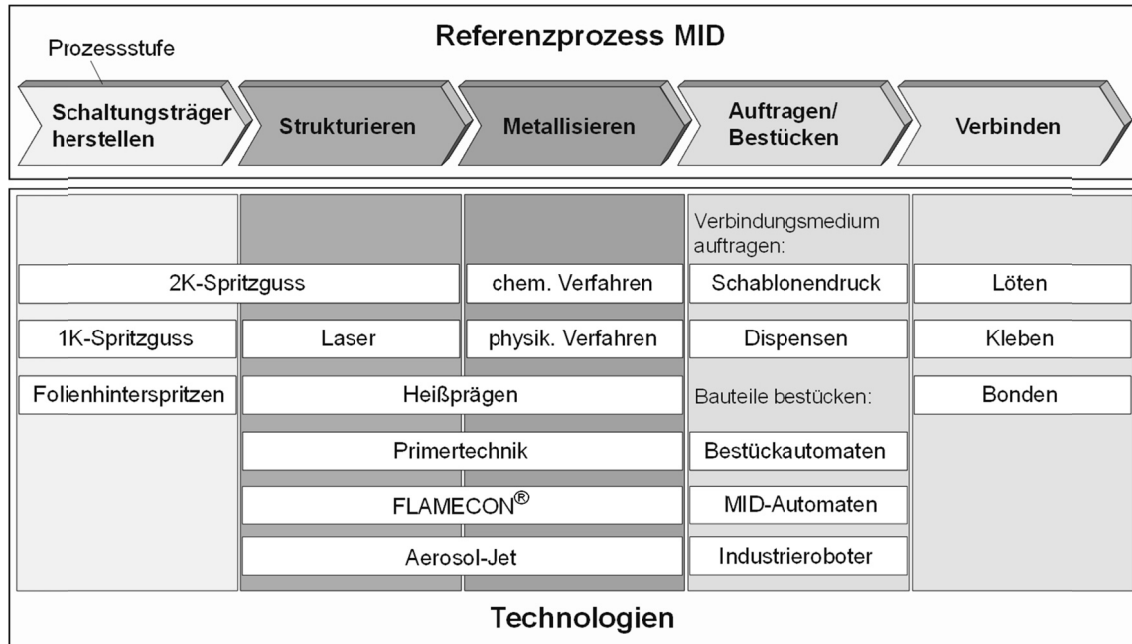 Referenzprozess MID
Prozessstufe
Schaltungsträger
herstellen
Strukturieren
Metallisieren
Auftragen/
Bestücken
Verbinden
Verbindungsmedium
auftragen:
2K-Spritzguss
chem. Verfahren
Schablonendruck
Löten
1K-Spritzguss
Laser
physik. Verfahren
Dispensen
Kleben
Folienhinterspritzen
Heißprägen
Bauteile bestücken:
Bonden
Primertechnik
Bestückautomaten
FLAMECON®
MID-Automaten
Aerosol-Jet
Industrieroboter
Technologien